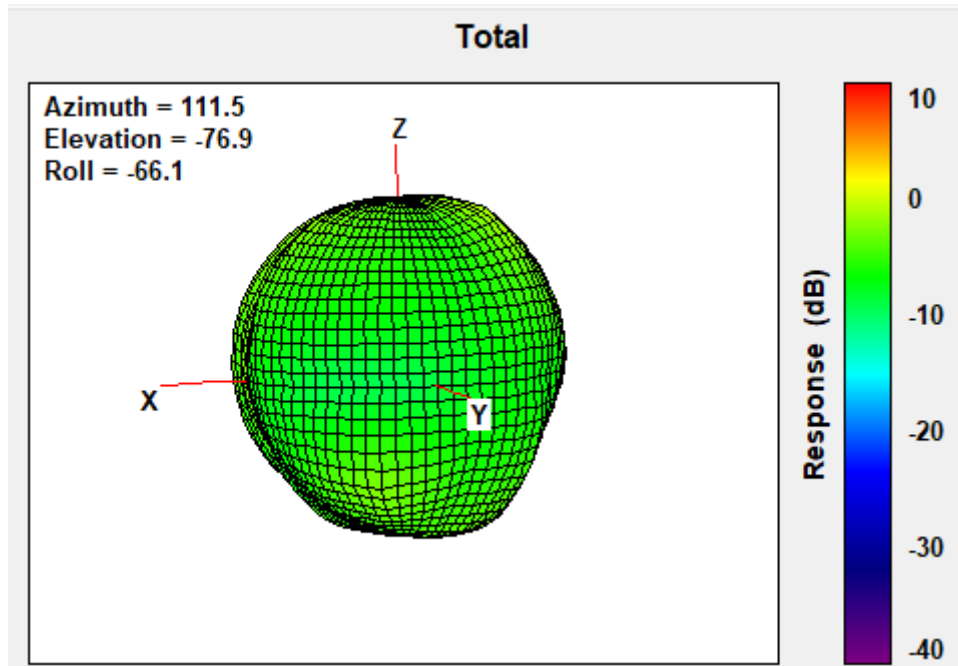 Total
Azimuth = 111.5
Elevation = -76.9
Roll = -66.1
Z
X
Y
10
0
-10
-20
-30
-40
Response (dB)